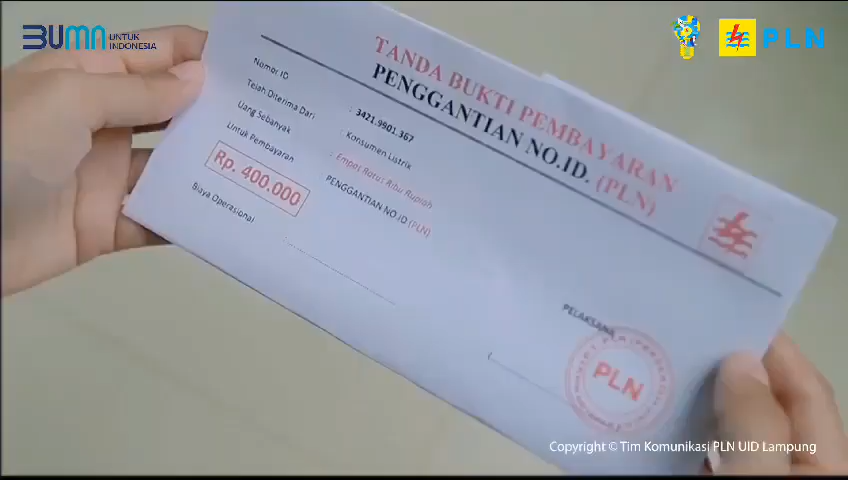 BUMN UNTUK INDONESIA
PLN
TANDA BUKTI PEMBAYARAN
PENGGANTIAN NO.ID. (PLN)
Nomor ID : 3421.9901.367
Telah Diterima Dari : Konsumen Listrik
Uang Sebanyak : Empat Ratus Ribu Rupiah
Untuk Pembayaran PENGGANTIAN NO.ID (PLN)
Rp. 400.000
Biaya Operasional
PELAKSANA
PLN
Copyright © Tim Komunikasi PLN UID Lampung